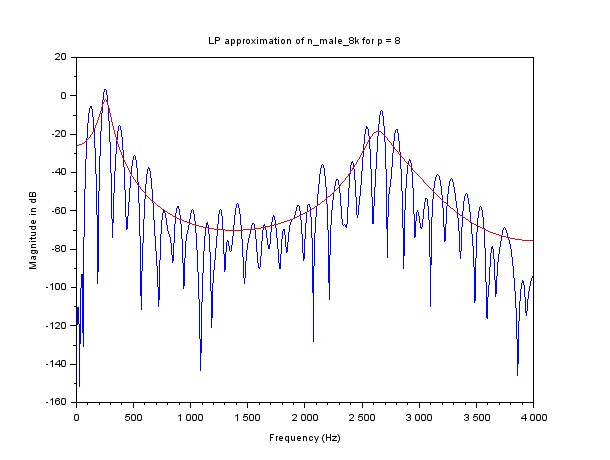 LP approximation of n_male_8k for p = 8
20
0
-20
-40
-60
-80
-100
-120
-140
-160
Magnitude in dB
0 500 1 000 1 500 2 000 2 500 3 000 3 500 4 000
Frequency (Hz)